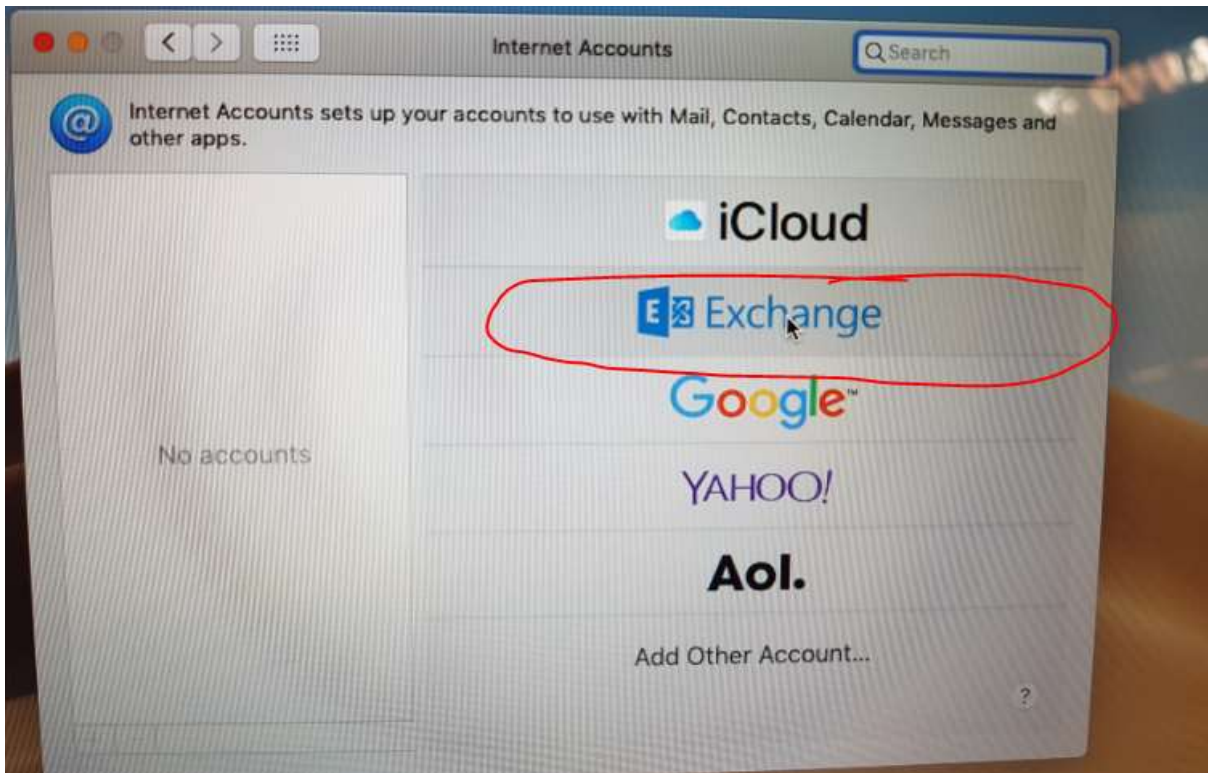 Internet Accounts
Search
Internet Accounts sets up your accounts to use with Mail, Contacts, Calendar, Messages and
other apps.
iCloud
E Exchange
Google™
No accounts
YAHOO!
Aol.
Add Other Account...
?